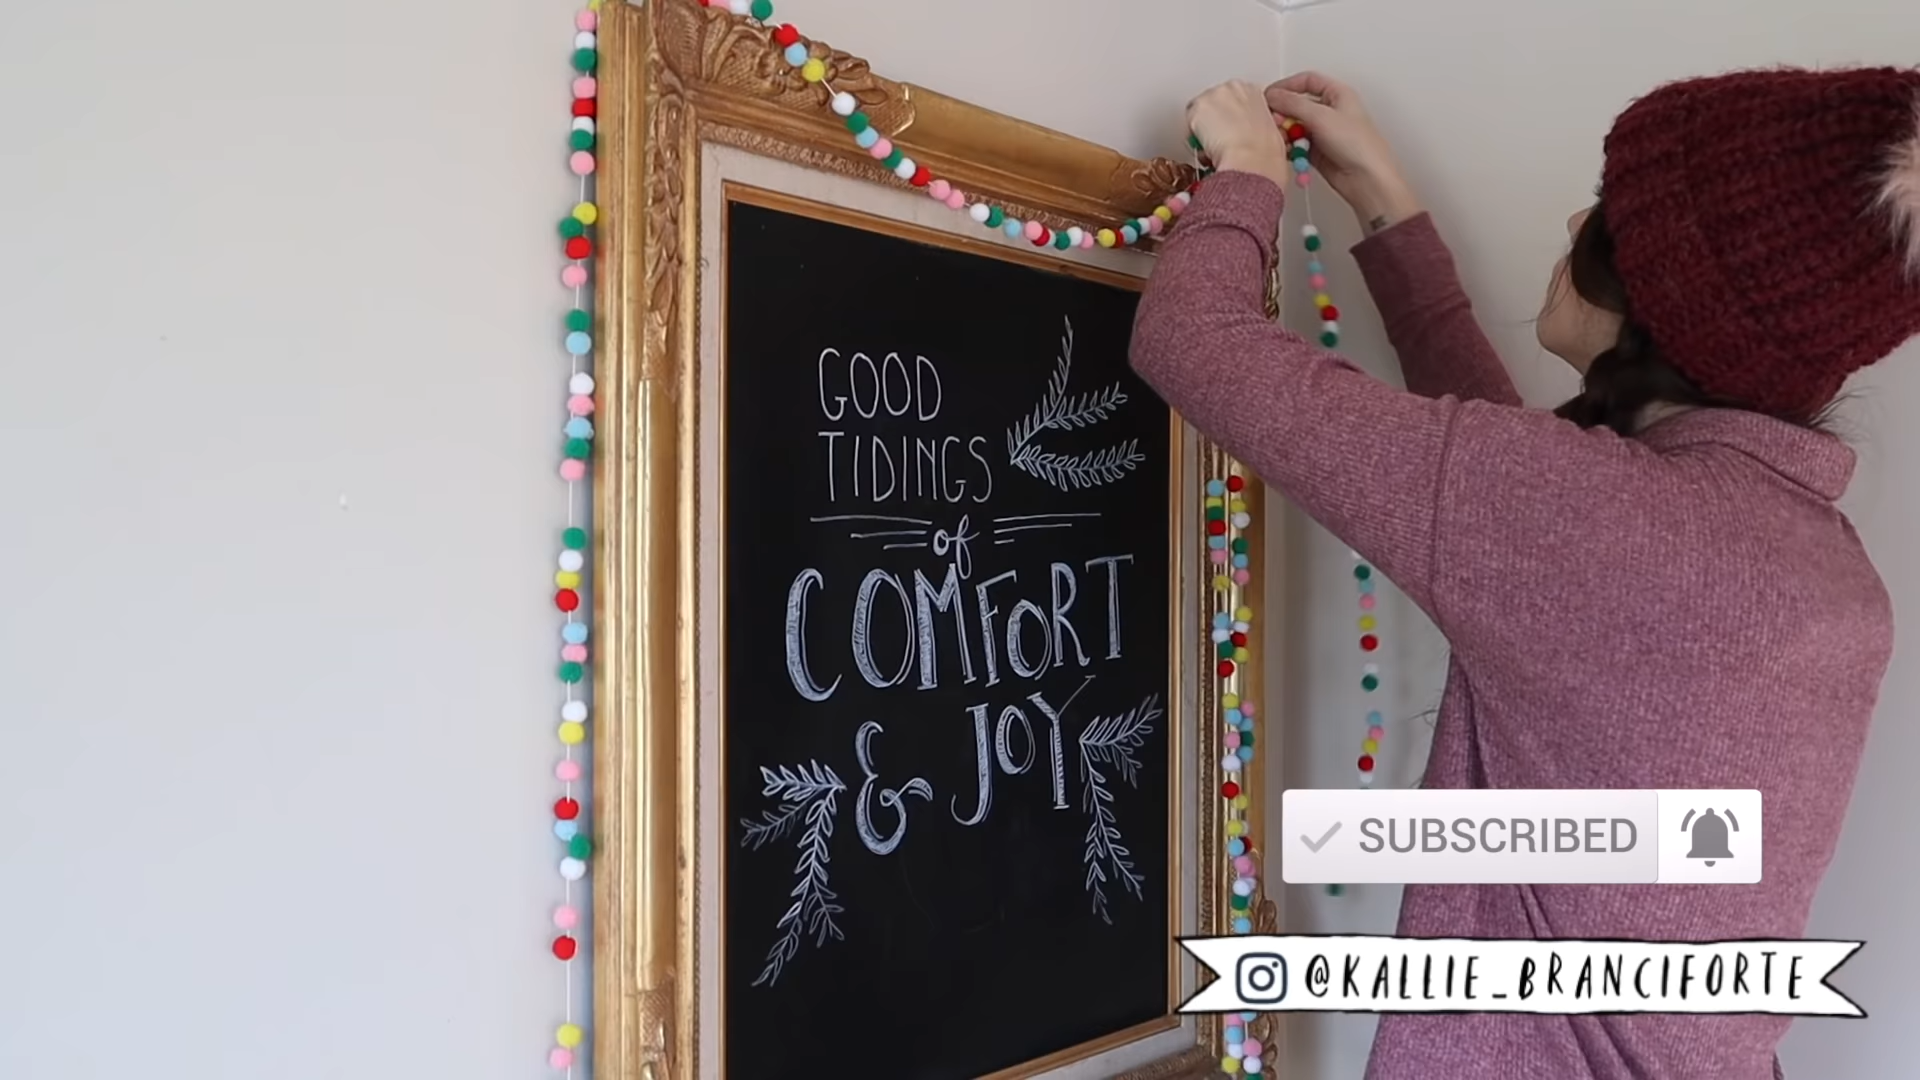 GOOD
TIDINGS
of
COMFORT
& JOY
SUBSCRIBED
@KALLIE_BRANCIFORTE